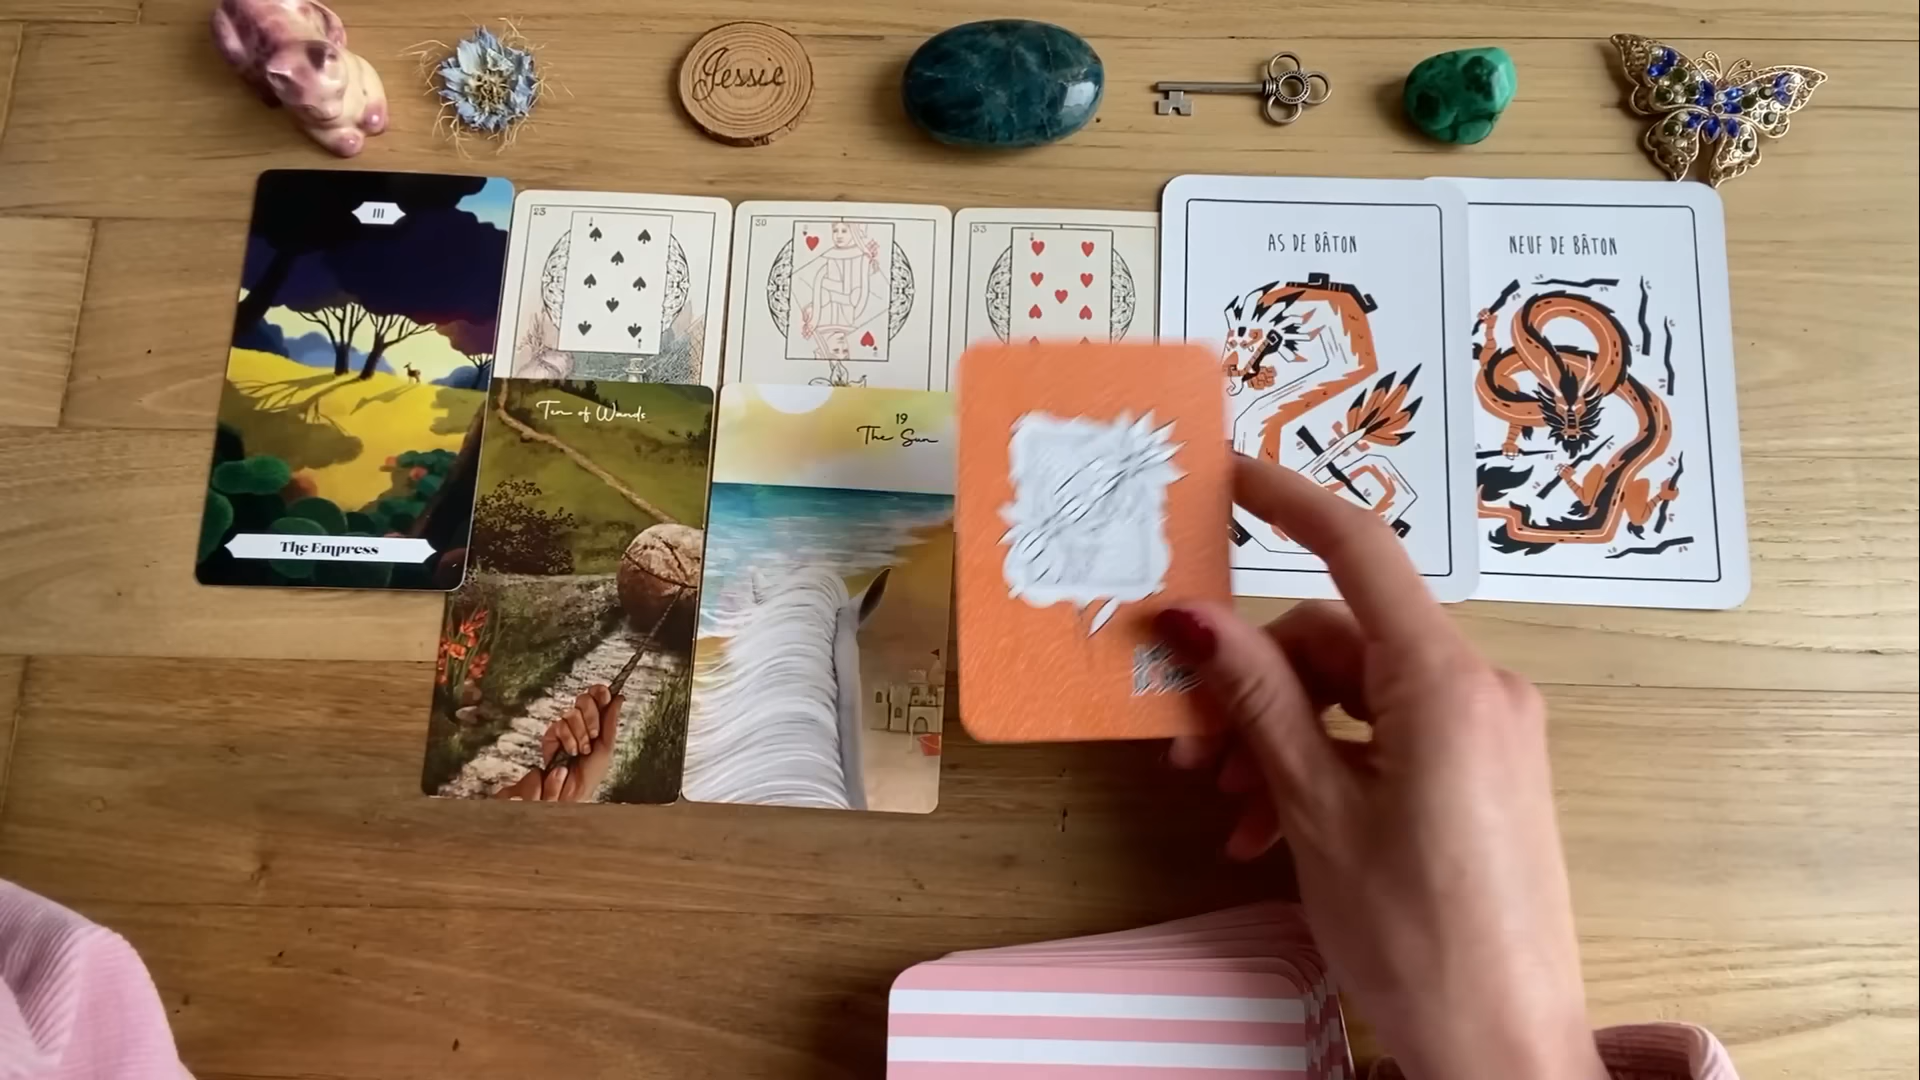 Jessie
III
The Empress
23
30
33
AS DE BÂTON
NEUF DE BÂTON
Ten of Wands
19
The Sun